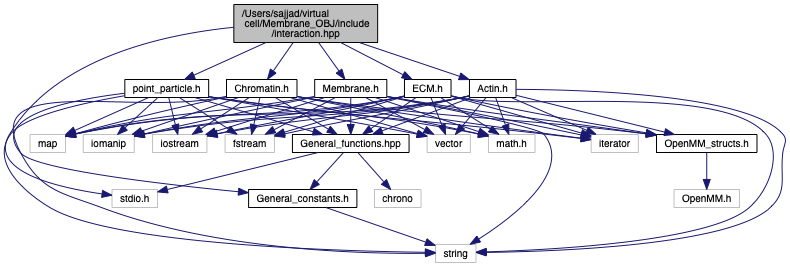 /Users/sajjad/virtual
cell/Membrane_OBJ/include
/interaction.hpp
point_particle.h
Chromatin.h
Membrane.h
ECM.h
Actin.h
map
iomanip
iostream
fstream
General_functions.hpp
vector
math.h
iterator
OpenMM_structs.h
stdio.h
General_constants.h
chrono
OpenMM.h
string